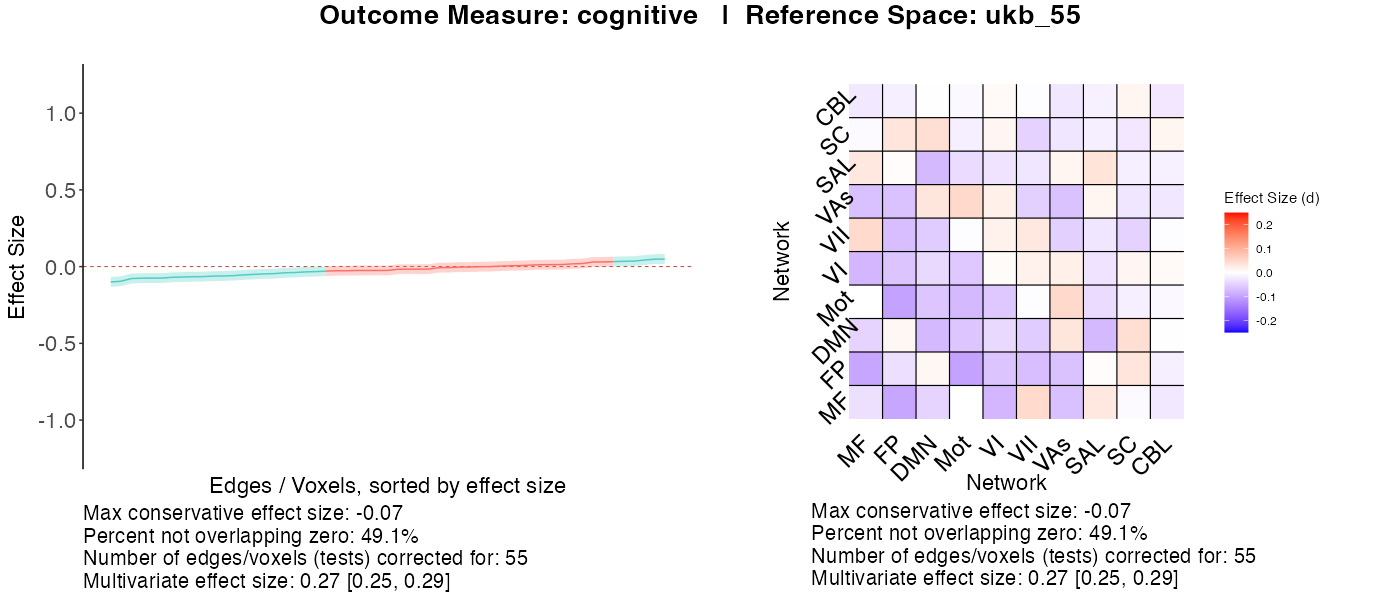 Outcome Measure: cognitive | Reference Space: ukb_55
Effect Size
1.0
0.5
0.0
-0.5
-1.0
Edges / Voxels, sorted by effect size
Max conservative effect size: -0.07
Percent not overlapping zero: 49.1%
Number of edges/voxels (tests) corrected for: 55
Multivariate effect size: 0.27 [0.25, 0.29]
Network
CBL
SC
SAL
VAs
VII
VI
Mot
DMN
FP
MF
MF
FP
DMN
Mot
VI
VII
VAs
SAL
SC
CBL
Network
Effect Size (d)
0.2
0.1
0.0
-0.1
-0.2
Max conservative effect size: -0.07
Percent not overlapping zero: 49.1%
Number of edges/voxels (tests) corrected for: 55
Multivariate effect size: 0.27 [0.25, 0.29]